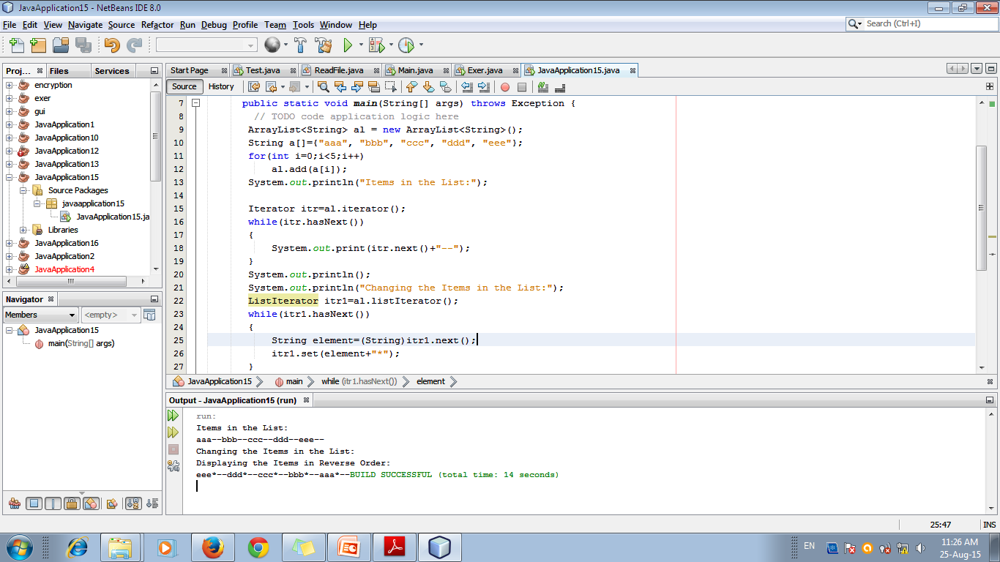 JavaApplication15 - NetBeans IDE 8.0
File Edit View Navigate Source Refactor Run Debug Profile Team Tools Window Help
Search (Ctrl+I)
Proj... Files Services
Start Page Test.java ReadFile.java Main.java Exer.java JavaApplication15.java
Source History
encryption
exer
gui
JavaApplication1
JavaApplication10
JavaApplication12
JavaApplication13
JavaApplication15
Source Packages
javaapplication15
JavaApplication15.ja
Libraries
JavaApplication16
JavaApplication2
JavaApplication4
Navigator
Members <empty>
JavaApplication15
main(String[] args)
7 public static void main(String[] args) throws Exception {
8 // TODO code application logic here
9 ArrayList<String> al = new ArrayList<String>();
10 String a[]={"aaa", "bbb", "ccc", "ddd", "eee"};
11 for(int i=0;i<5;i++)
12 al.add(a[i]);
13 System.out.println("Items in the List:");
14
15 Iterator itr=al.iterator();
16 while(itr.hasNext())
17 {
18 System.out.print(itr.next()+"--");
19 }
20 System.out.println();
21 System.out.println("Changing the Items in the List:");
22 ListIterator itr1=al.listIterator();
23 while(itr1.hasNext())
24 {
25 String element=(String)itr1.next();
26 itr1.set(element+"*");
27 }
JavaApplication15 main while (itr1.hasNext()) element
Output - JavaApplication15 (run)
run:
Items in the List:
aaa--bbb--ccc--ddd--eee--
Changing the Items in the List:
Displaying the Items in Reverse Order:
eee*--ddd*--ccc*--bbb*--aaa*--BUILD SUCCESSFUL (total time: 14 seconds)
25:47 INS
EN
11:26 AM
25-Aug-15